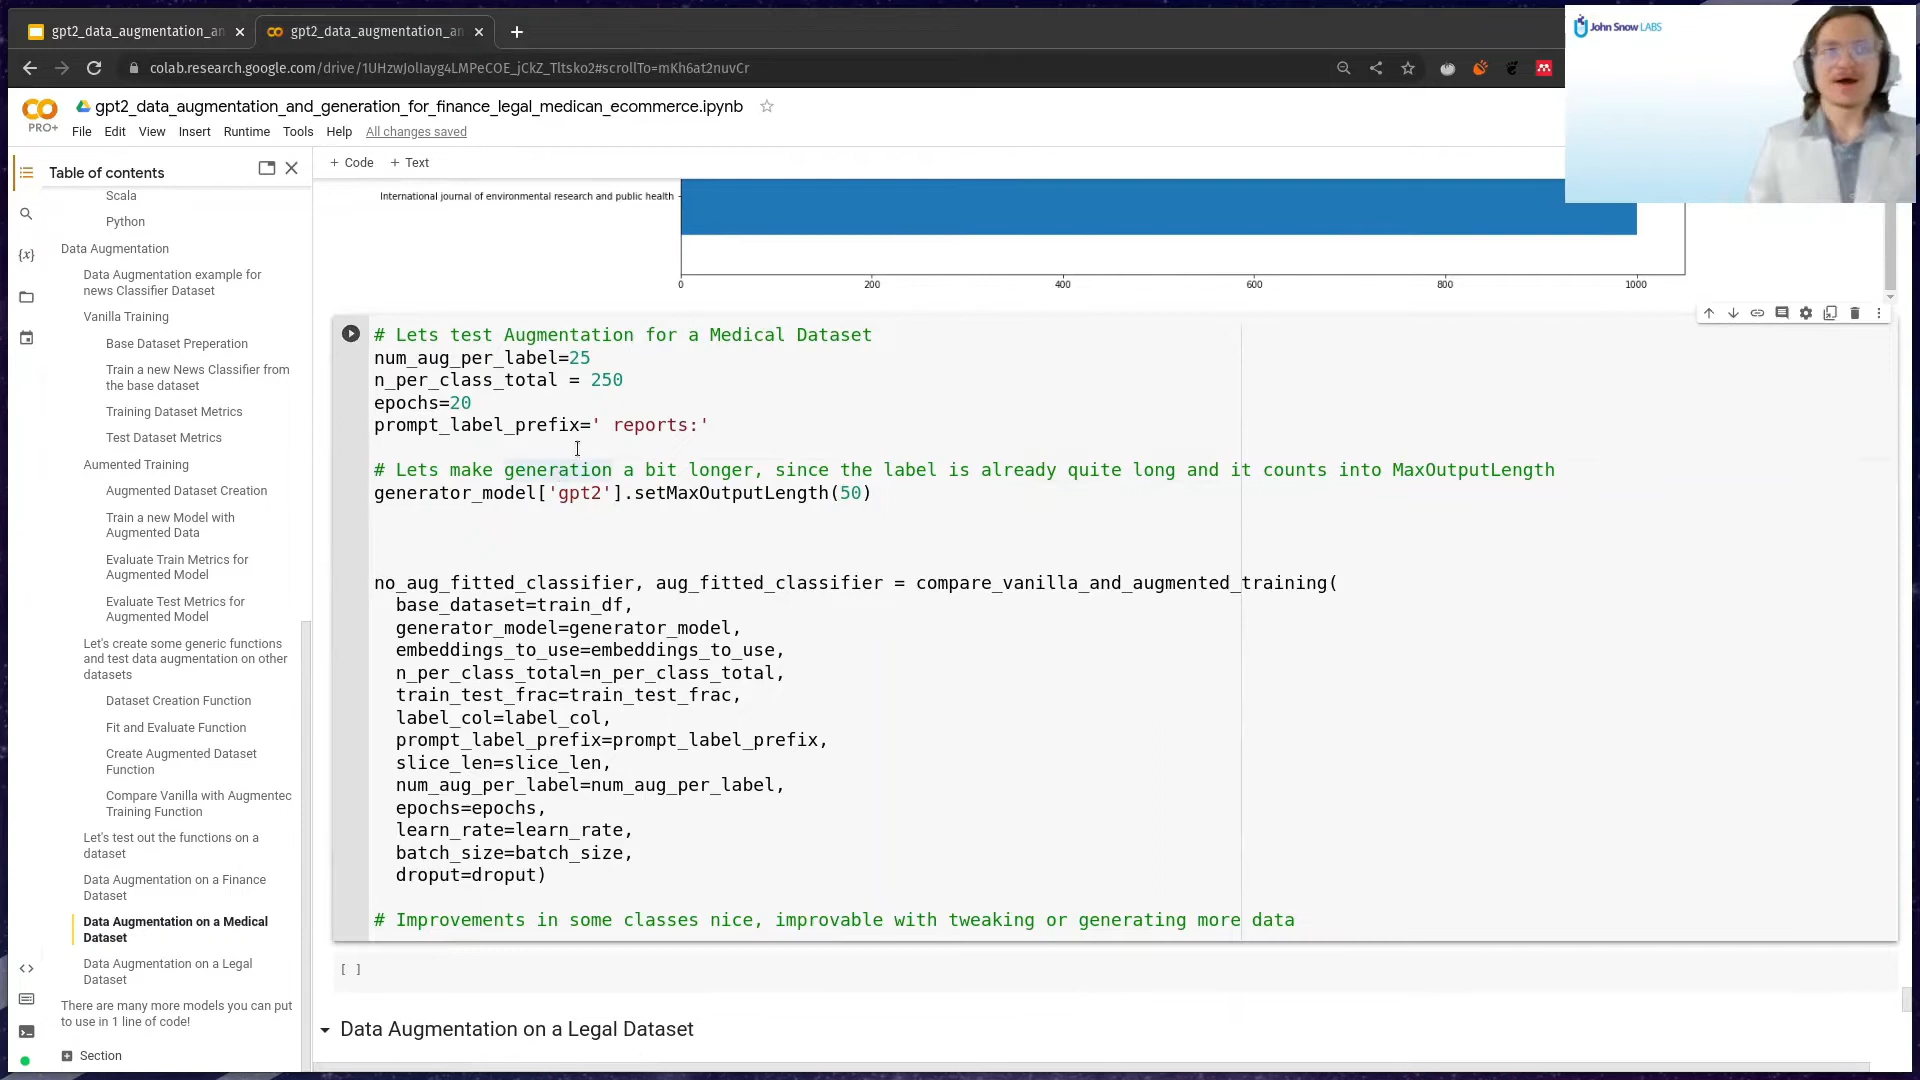 gpt2_data_augmentation_an
gpt2_data_augmentation_an
colab.research.google.com/drive/1UHzwJolIayg4LMPeCOE_jCkZ_Tltsko2#scrollTo=mKh6at2nuvCr
John Snow LABS
PRO+
gpt2_data_augmentation_and_generation_for_finance_legal_medican_ecommerce.ipynb
File Edit View Insert Runtime Tools Help All changes saved
Table of contents
Scala
Python
Data Augmentation
Data Augmentation example for
news Classifier Dataset
Vanilla Training
Base Dataset Preperation
Train a new News Classifier from
the base dataset
Training Dataset Metrics
Test Dataset Metrics
Aumented Training
Augmented Dataset Creation
Train a new Model with
Augmented Data
Evaluate Train Metrics for
Augmented Model
Evaluate Test Metrics for
Augmented Model
Let's create some generic functions
and test data augmentation on other
datasets
Dataset Creation Function
Fit and Evaluate Function
Create Augmented Dataset
Function
Compare Vanilla with Augmentec
Training Function
Let's test out the functions on a
dataset
Data Augmentation on a Finance
Dataset
Data Augmentation on a Medical
Dataset
Data Augmentation on a Legal
Dataset
There are many more models you can put
to use in 1 line of code!
Section
+ Code + Text
International journal of environmental research and public health
0 200 400 600 800 1000
# Lets test Augmentation for a Medical Dataset
num_aug_per_label=25
n_per_class_total = 250
epochs=20
prompt_label_prefix=' reports:'
# Lets make generation a bit longer, since the label is already quite long and it counts into MaxOutputLength
generator_model['gpt2'].setMaxOutputLength(50)
no_aug_fitted_classifier, aug_fitted_classifier = compare_vanilla_and_augmented_training(
base_dataset=train_df,
generator_model=generator_model,
embeddings_to_use=embeddings_to_use,
n_per_class_total=n_per_class_total,
train_test_frac=train_test_frac,
label_col=label_col,
prompt_label_prefix=prompt_label_prefix,
slice_len=slice_len,
num_aug_per_label=num_aug_per_label,
epochs=epochs,
learn_rate=learn_rate,
batch_size=batch_size,
droput=droput)
# Improvements in some classes nice, improvable with tweaking or generating more data
[ ]
Data Augmentation on a Legal Dataset